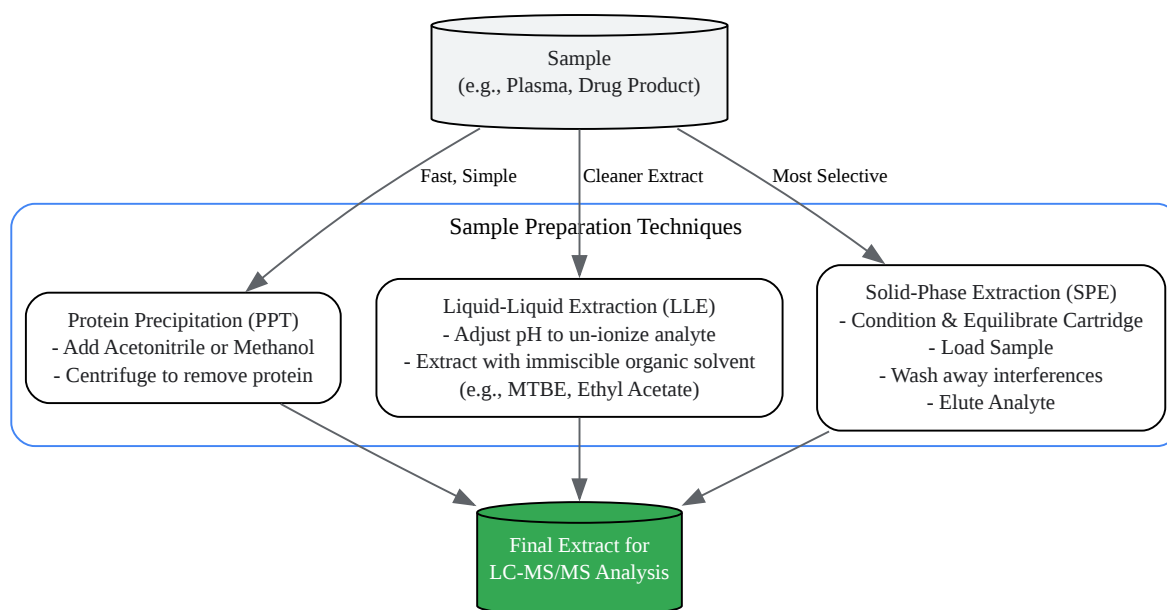 Sample
(e.g., Plasma, Drug Product)
Fast, Simple
Cleaner Extract
Most Selective
Sample Preparation Techniques
Protein Precipitation (PPT)
- Add Acetonitrile or Methanol
- Centrifuge to remove protein
Liquid-Liquid Extraction (LLE)
- Adjust pH to un-ionize analyte
- Extract with immiscible organic solvent
(e.g., MTBE, Ethyl Acetate)
Solid-Phase Extraction (SPE)
- Condition & Equilibrate Cartridge
- Load Sample
- Wash away interferences
- Elute Analyte
Final Extract for
LC-MS/MS Analysis